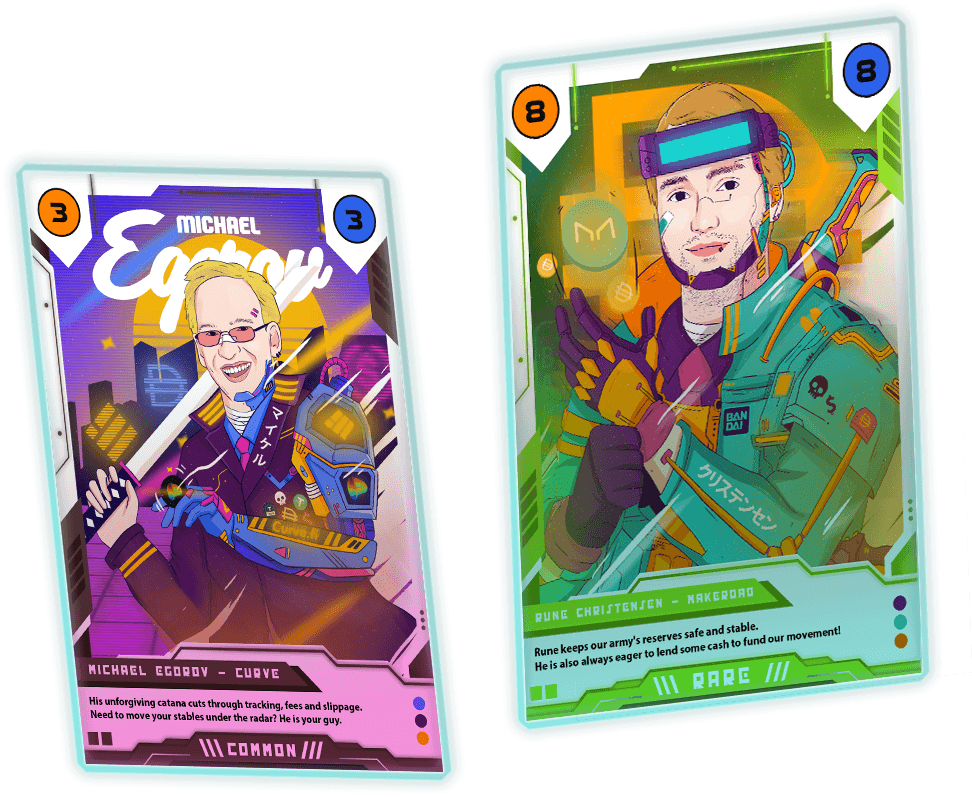 3
3
MICHAEL
Egorov
マイケル
Curve.fi
MICHAEL EGOROV – CURVE
His unforgiving catana cuts through tracking, fees and slippage.
Need to move your stables under the radar? He is your guy.
COMMON
8
8
BAN
DAI
クリステンセン
RUNE CHRISTENSEN – MAKERDAO
Rune keeps our army's reserves safe and stable.
He is also always eager to lend some cash to fund our movement!
RARE